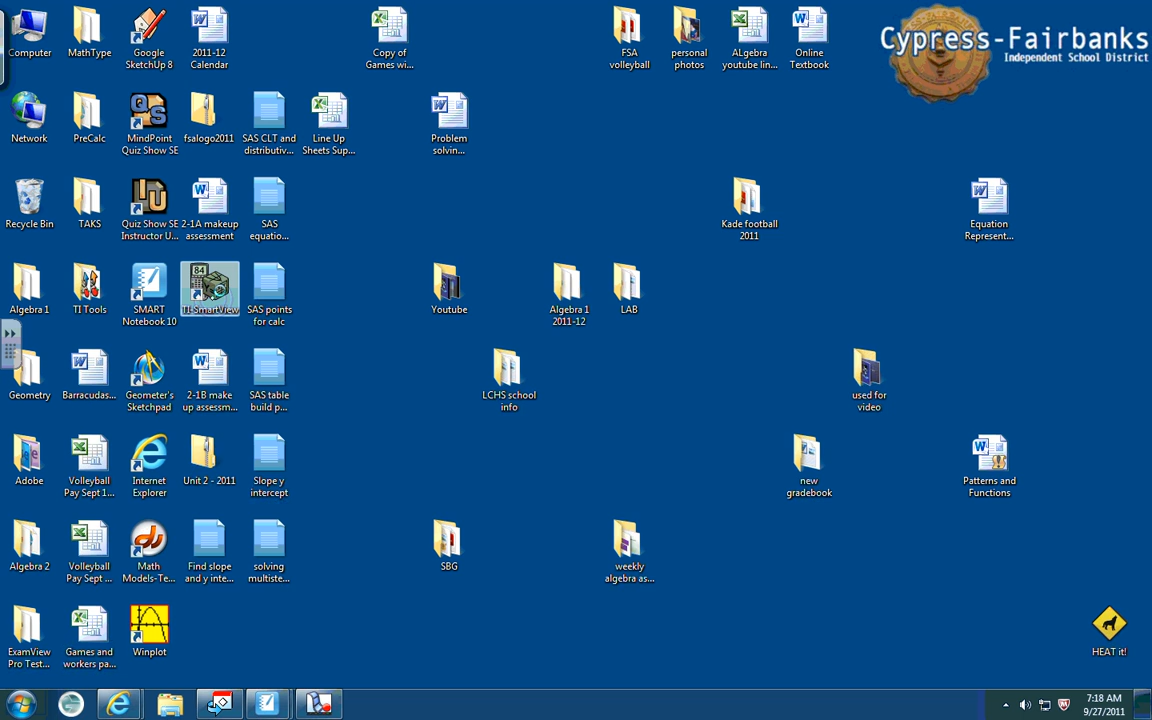 Computer
MathType
Google
SketchUp 8
2011-12
Calendar
Copy of
Games wi...
FSA
volleyball
personal
photos
ALgebra
youtube lin...
Online
Textbook
Cypress-Fairbanks
Independent School District
Network
PreCalc
QS
MindPoint
Quiz Show SE
fsalogo2011
SAS CLT and
distributiv...
Line Up
Sheets Sup...
Problem
solvin...
Recycle Bin
TAKS
IU
Quiz Show SE
Instructor U...
2-1A makeup
assessment
SAS
equatio...
Kade football
2011
Equation
Represent...
Algebra 1
TI Tools
SMART
Notebook 10
84
TI-SmartView
SAS points
for calc
Youtube
Algebra 1
2011-12
LAB
Geometry
Barracudas...
Geometer's
Sketchpad
2-1B make
up assessm...
SAS table
build p...
LCHS school
info
used for
video
Adobe
Volleyball
Pay Sept 1...
Internet
Explorer
Unit 2 - 2011
Slope y
intercept
new
gradebook
Patterns and
Functions
Algebra 2
Volleyball
Pay Sept ...
Math
Models-Te...
Find slope
and y inte...
solving
multiste...
SBG
weekly
algebra as...
ExamView
Pro Test...
Games and
workers pa...
Winplot
HEAT it!
7:18 AM
9/27/2011